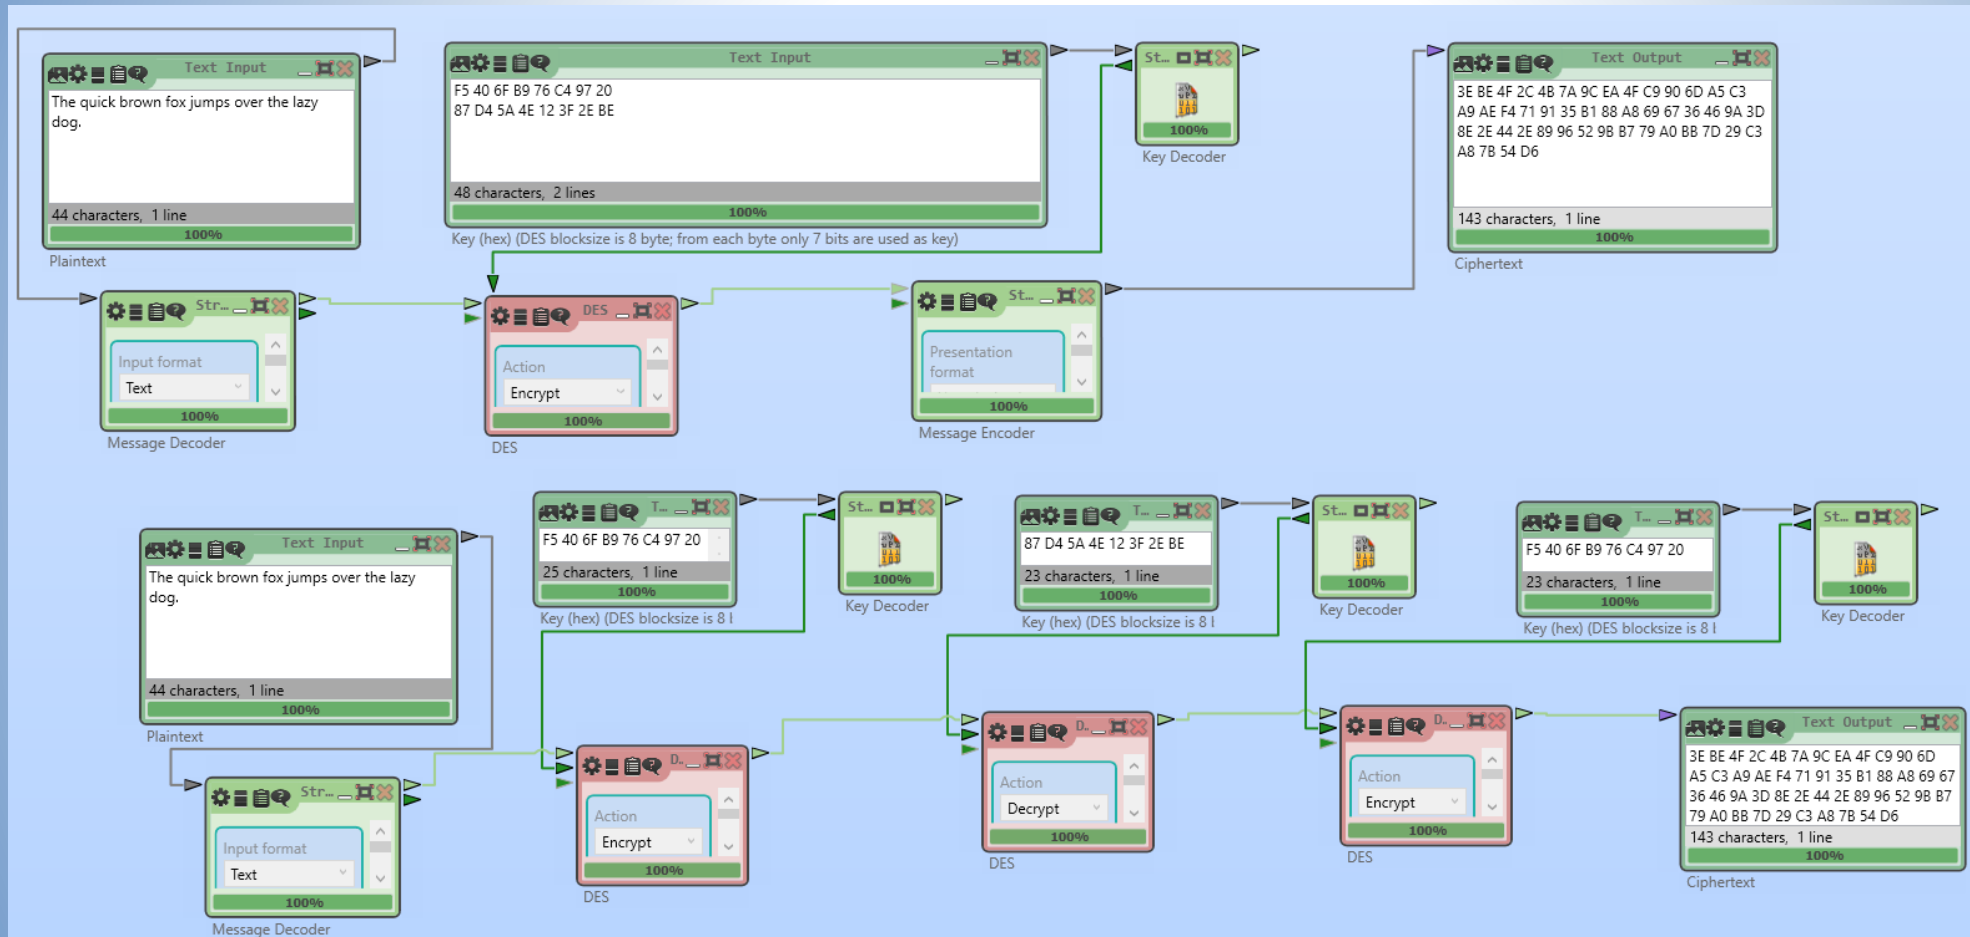 Text Input
The quick brown fox jumps over the lazy
dog.
44 characters, 1 line
100%
Plaintext
Text Input
F5 40 6F B9 76 C4 97 20
87 D4 5A 4E 12 3F 2E BE
48 characters, 2 lines
100%
Key (hex) (DES blocksize is 8 byte; from each byte only 7 bits are used as key)
St...
100%
Key Decoder
Text Output
3E BE 4F 2C 4B 7A 9C EA 4F C9 90 6D A5 C3
A9 AE F4 71 91 35 B1 88 A8 69 67 36 46 9A 3D
8E 2E 44 2E 89 96 52 9B B7 79 A0 BB 7D 29 C3
A8 7B 54 D6
143 characters, 1 line
100%
Ciphertext
Str...
Input format
Text
100%
Message Decoder
DES
Action
Encrypt
100%
DES
St...
Presentation
format
100%
Message Encoder
Text Input
The quick brown fox jumps over the lazy
dog.
44 characters, 1 line
100%
Plaintext
T...
F5 40 6F B9 76 C4 97 20
25 characters, 1 line
100%
Key (hex) (DES blocksize is 8
St...
100%
Key Decoder
T...
87 D4 5A 4E 12 3F 2E BE
23 characters, 1 line
100%
Key (hex) (DES blocksize is 8
St...
100%
Key Decoder
T...
F5 40 6F B9 76 C4 97 20
23 characters, 1 line
100%
Key (hex) (DES blocksize is 8
St...
100%
Key Decoder
Str...
Input format
Text
100%
Message Decoder
D...
Action
Encrypt
100%
DES
D...
Action
Decrypt
100%
DES
D...
Action
Encrypt
100%
DES
Text Output
3E BE 4F 2C 4B 7A 9C EA 4F C9 90 6D
A5 C3 A9 AE F4 71 91 35 B1 88 A8 69 67
36 46 9A 3D 8E 2E 44 2E 89 96 52 9B B7
79 A0 BB 7D 29 C3 A8 7B 54 D6
143 characters, 1 line
100%
Ciphertext